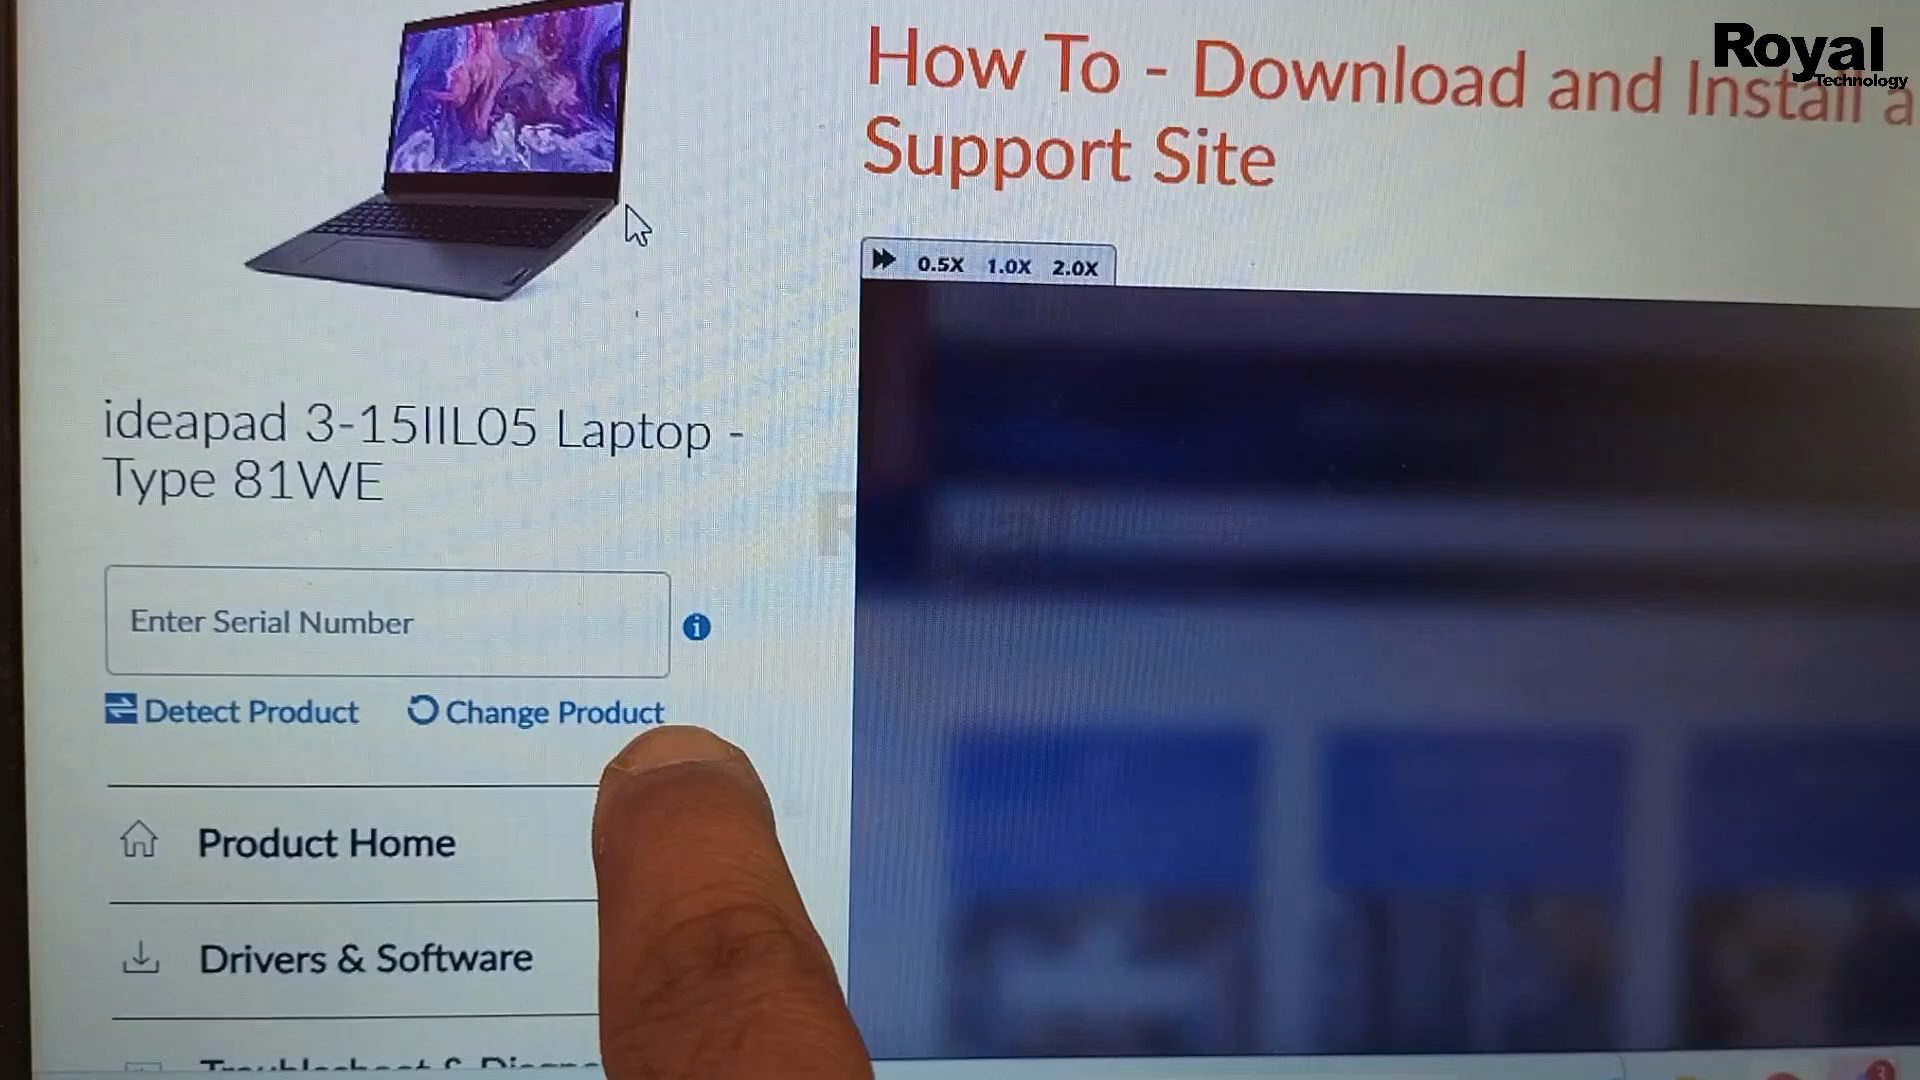 Royal
Technology
How To - Download and Install a
Support Site
0.5X 1.0X 2.0X
ideapad 3-15IIL05 Laptop -
Type 81WE
Enter Serial Number
Detect Product
Change Product
Product Home
Drivers & Software
3